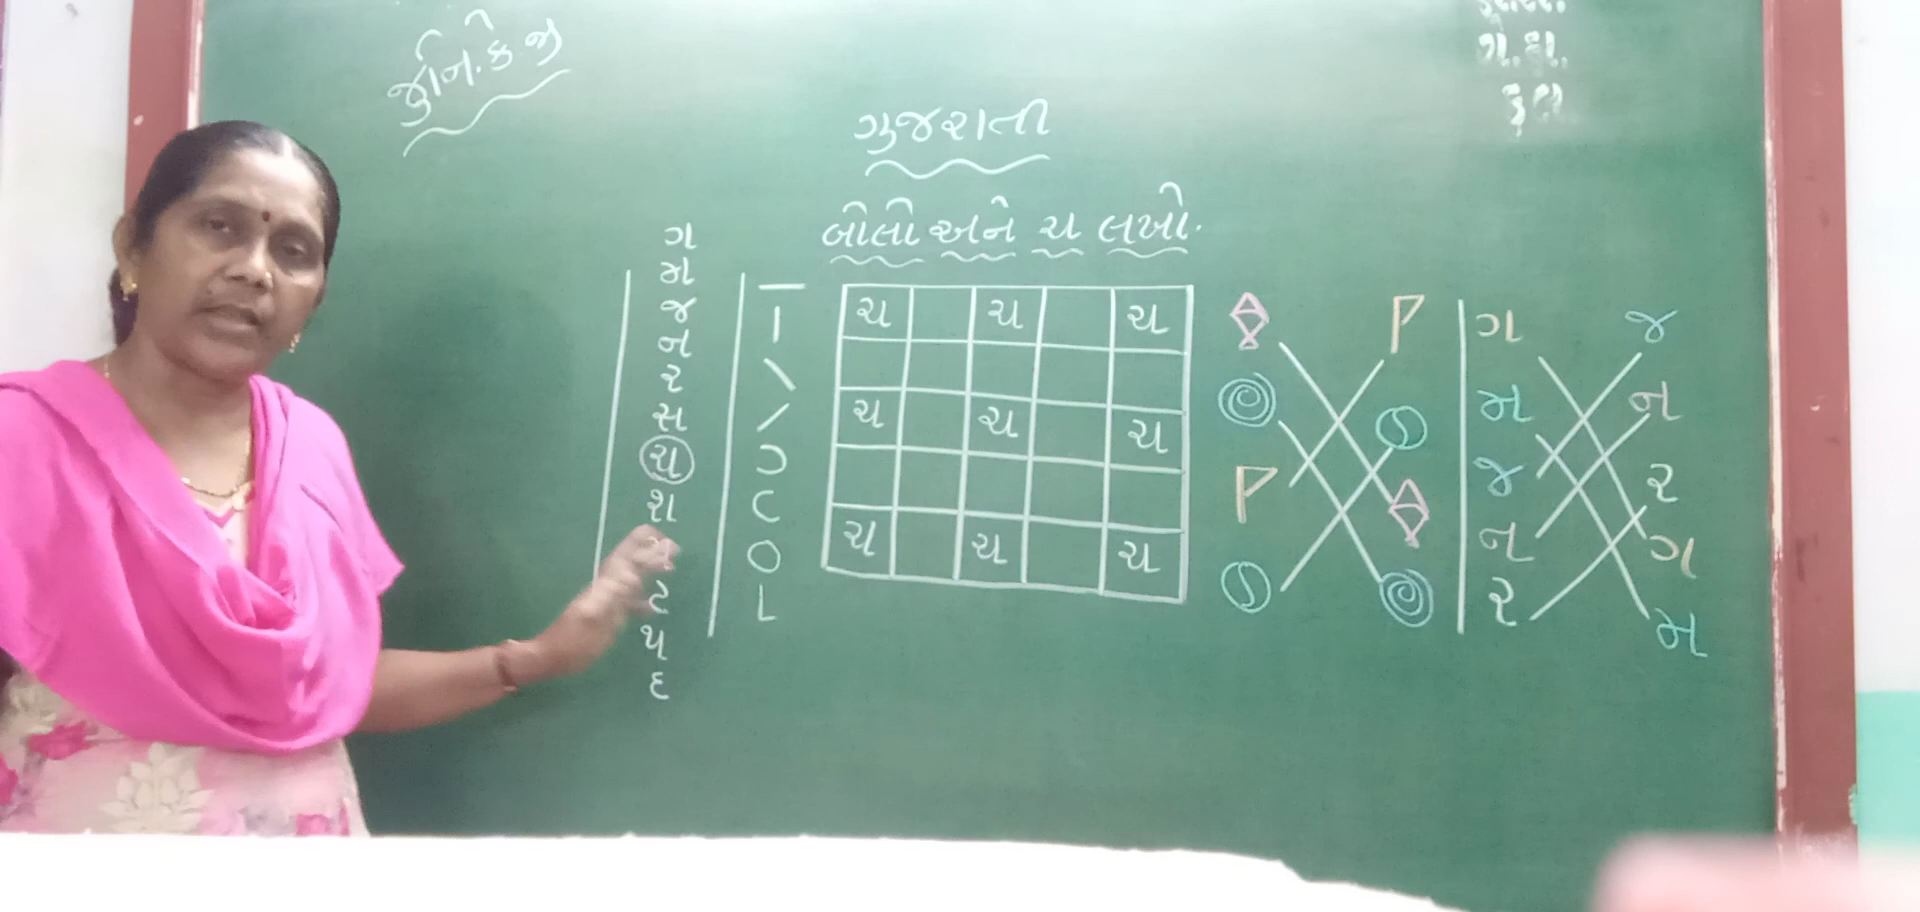 જુનિ. કે જી
ગુજરાતી
બોલો અને ચ લખો.
ગ
મ
જ
ન
ર
સ
ચ
શ
ટ
પ
દ
ચ ચ ચ
ચ ચ ચ
ચ ચ ચ
ગ જ
મ ન
જ ર
ન ગ
ર મ